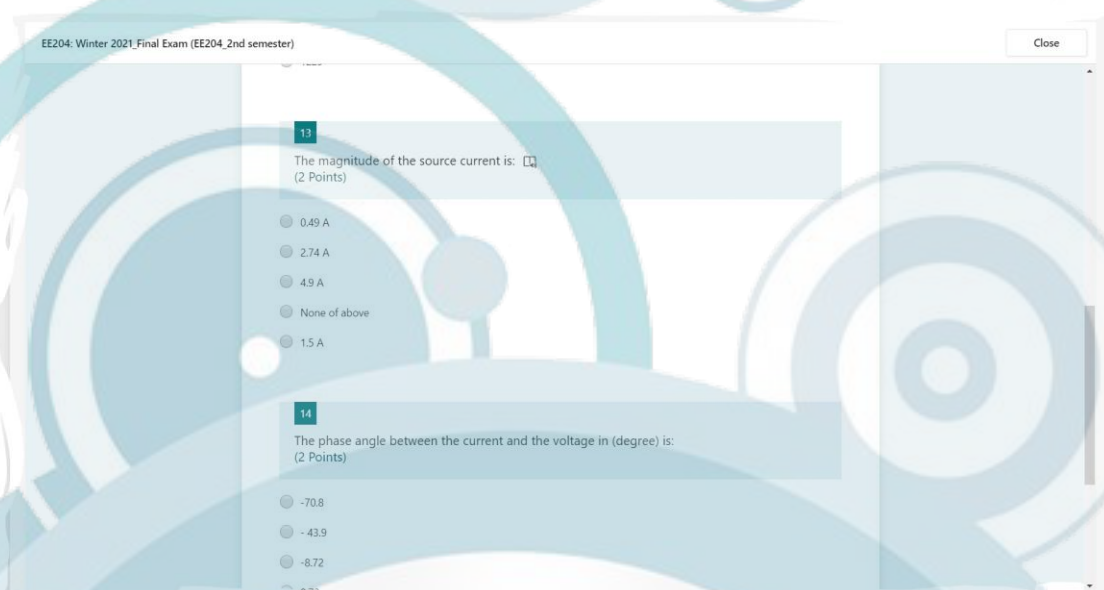 EE204: Winter 2021_Final Exam (EE204_2nd semester)
Close
13
The magnitude of the source current is:
(2 Points)
0.49 A
2.74 A
4.9 A
None of above
1.5 A
14
The phase angle between the current and the voltage in (degree) is:
(2 Points)
-70.8
- 43.9
-8.72